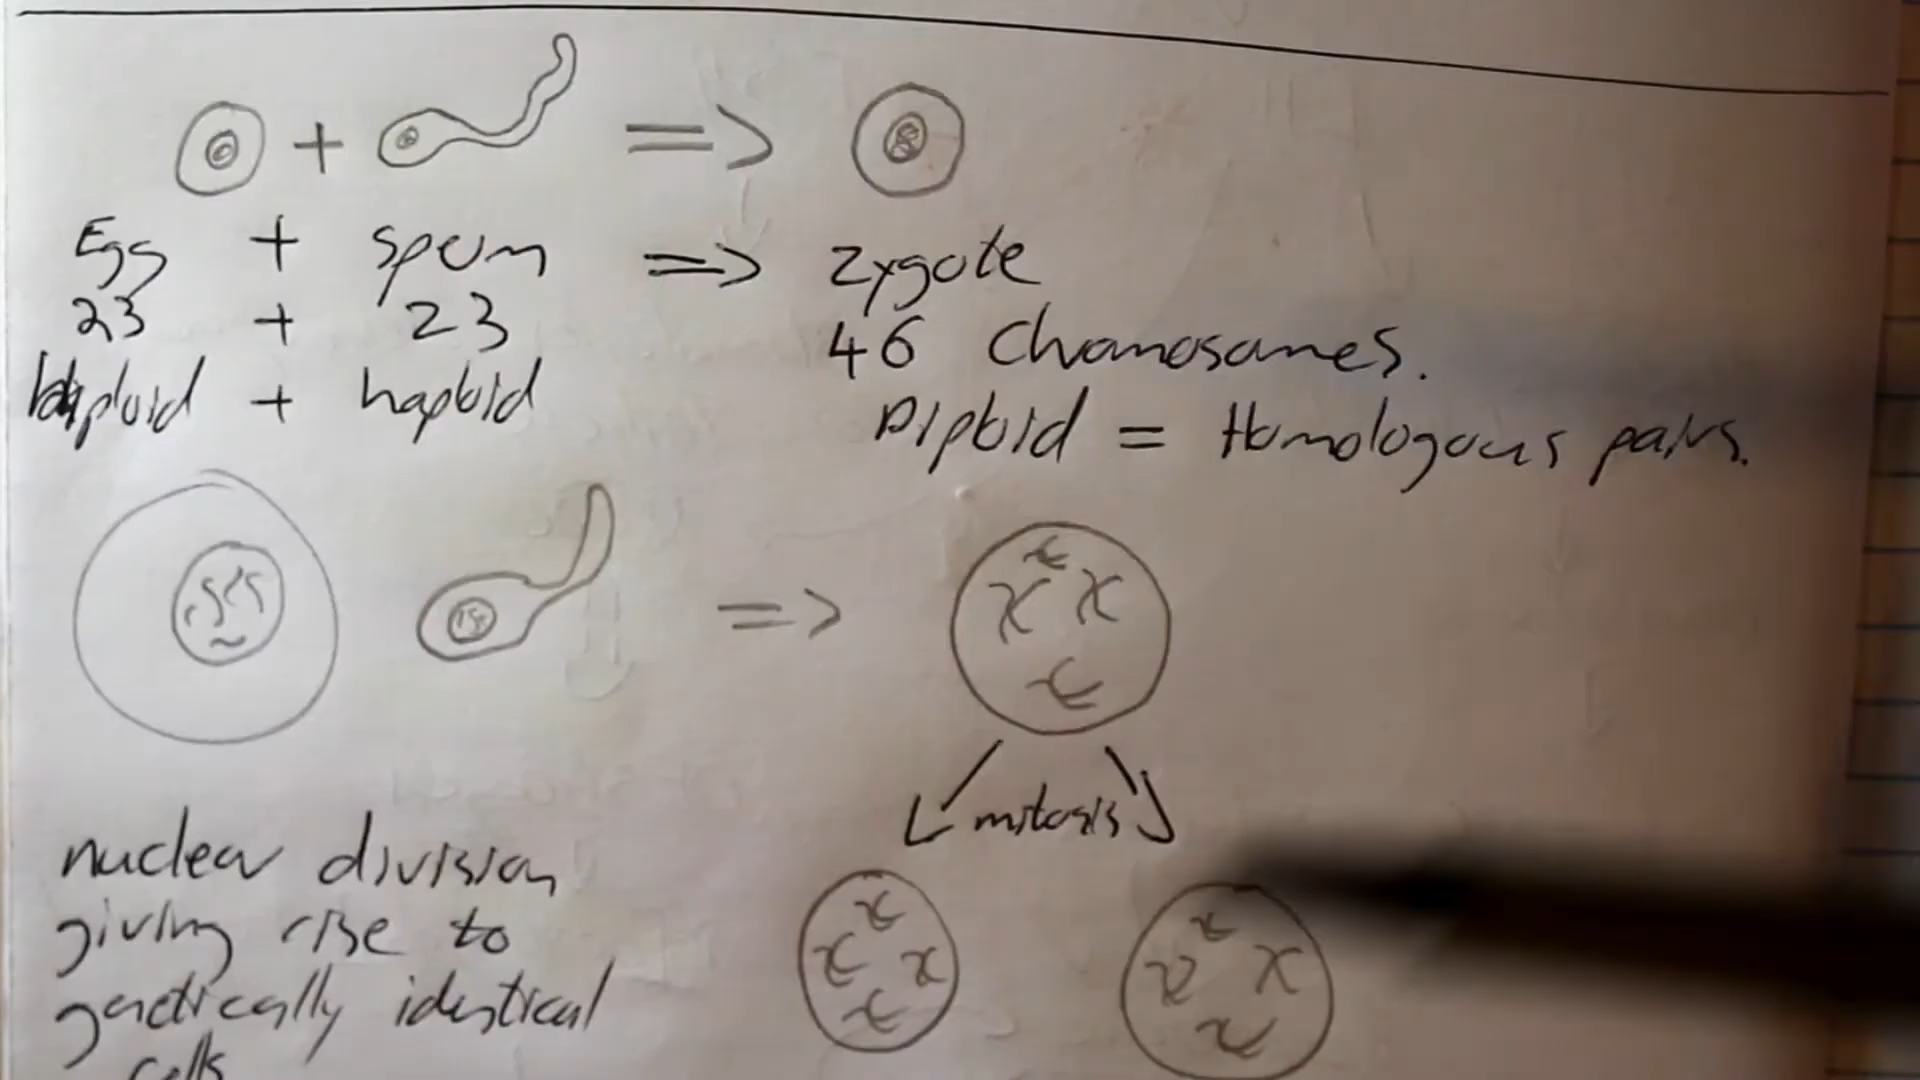 + =>
Egg + sperm => zygote
23 + 23 46 Chromosomes.
haploid + haploid Diploid = Homologous pairs.
=>
mitosis
nuclear division
giving rise to
genetically identical
cells